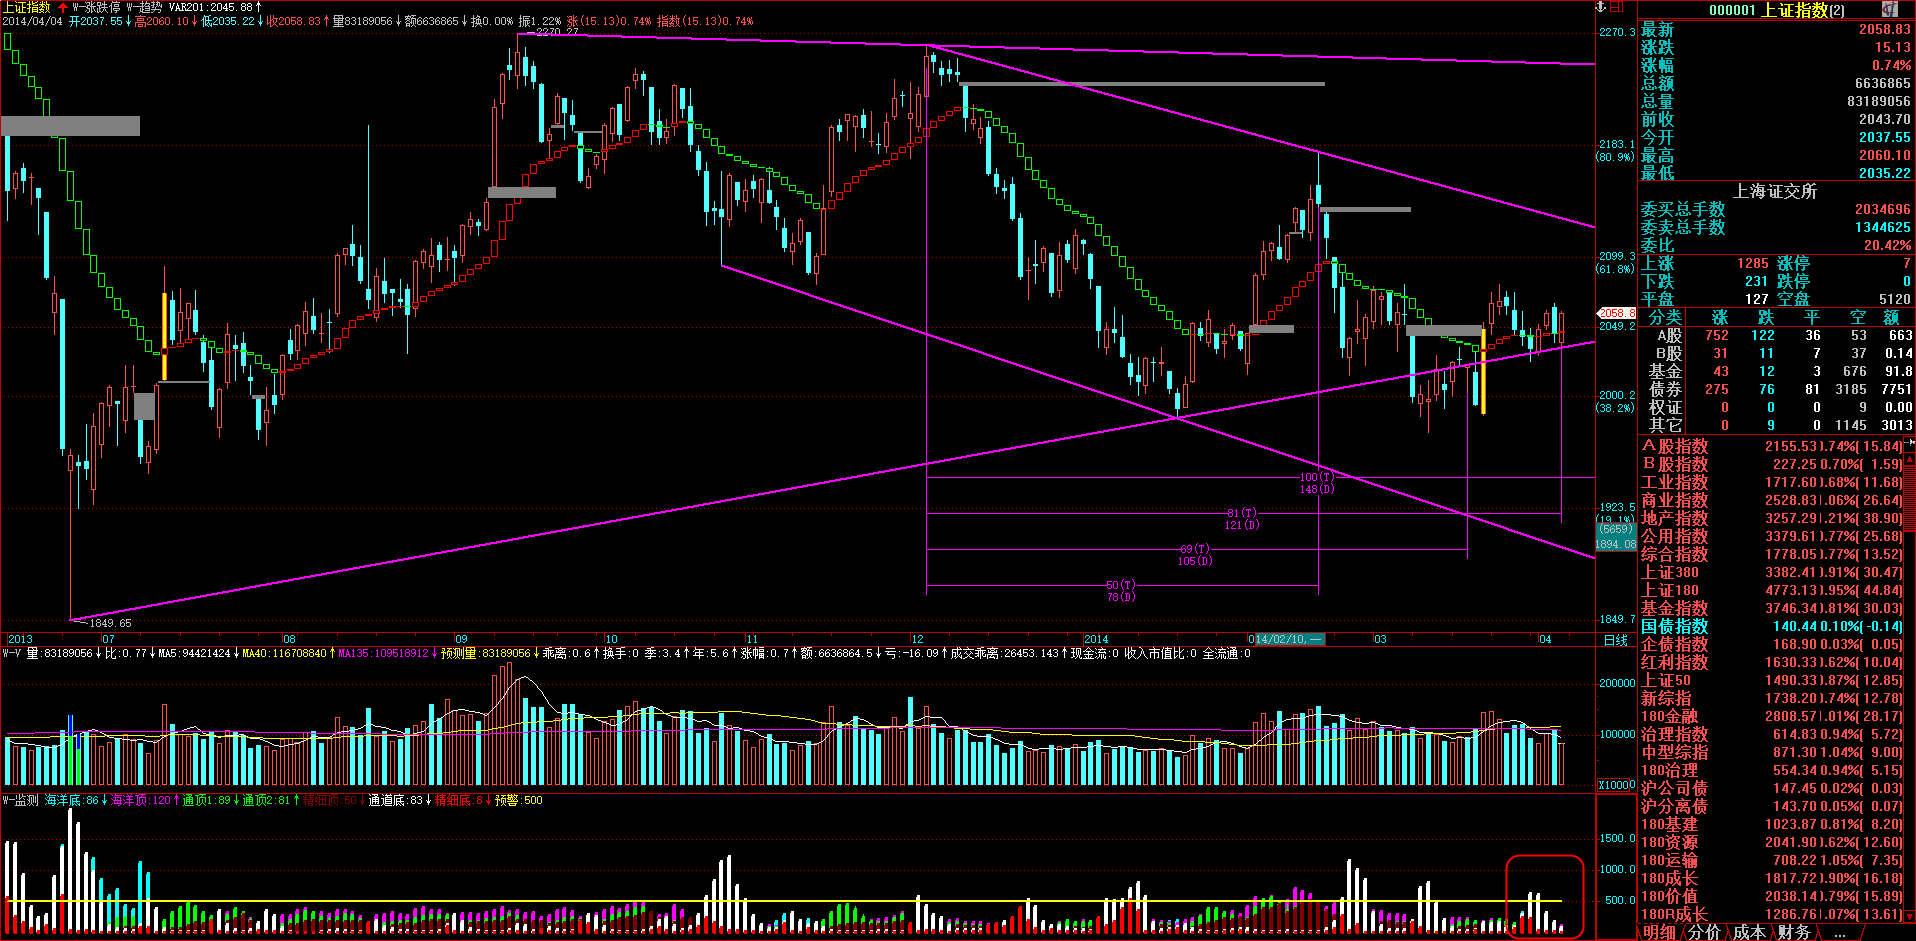 上证指数 W-涨跌停 W-趋势 VAR201:2045.88↑
2014/04/04 开2037.55↓高2060.10↓低2035.22↓收2058.83↑量83189056↓额6636865↓换0.00% 振1.22% 涨(15.13)0.74% 指数(15.13)0.74%
2270.27
1849.65
2270.3
2183.1
(80.9%)
2099.3
(61.8%)
2058.8
2049.2
2000.2
(38.2%)
1923.5
(19.1%)
(5659)
1894.08
1849.7
100(T)
148(D)
81(T)
121(D)
69(T)
105(D)
50(T)
78(D)
2013 07 08 09 10 11 12 2014 14/02/10,一 03 04 日线
W-V 量:83189056↓比:0.77↓MA5:94421424↓MA40:116708840↑MA135:109518912↓预测量:83189056↓乖离:0.6↑换手:0 季:3.4↑年:5.6↑涨幅:0.7↑额:6636864.5↓亏:-16.09↑成交乖离:26453.143↑现金流:0 收入市值比:0 全流通:0
200000
100000
X10000
W-监测 海洋底:86↓海洋顶:120↑通顶1:89↓通顶2:81↑精细顶:50↓通道底:83↓精细底:8↓预警:500
1500.0
1000.0
500.0
000001 上证指数(2)
最新 2058.83
涨跌 15.13
涨幅 0.74%
总额 6636865
总量 83189056
前收 2043.70
今开 2037.55
最高 2060.10
最低 2035.22
上海证交所
委买总手数 2034696
委卖总手数 1344625
委比 20.42%
上涨 1285 涨停 7
下跌 231 跌停 0
平盘 127 空盘 5120
分类 涨 跌 平 空 额
A股 752 122 36 53 663
B股 31 11 7 37 0.14
基金 43 12 3 676 91.8
债券 275 76 81 3185 7751
权证 0 0 0 9 0.00
其它 0 9 0 1145 3013
A股指数 2155.53 0.74%( 15.84)
B股指数 227.25 0.70%( 1.59)
工业指数 1717.60 0.68%( 11.68)
商业指数 2528.83 1.06%( 26.64)
地产指数 3257.29 1.21%( 38.90)
公用指数 3379.61 0.77%( 25.68)
综合指数 1778.05 0.77%( 13.52)
上证380 3382.41 0.91%( 30.47)
上证180 4773.13 0.95%( 44.84)
基金指数 3746.34 0.81%( 30.03)
国债指数 140.44 0.10%( -0.14)
企债指数 168.90 0.03%( 0.05)
红利指数 1630.33 0.62%( 10.04)
上证50 1490.33 0.87%( 12.85)
新综指 1738.20 0.74%( 12.78)
180金融 2808.57 1.01%( 28.17)
治理指数 614.83 0.94%( 5.72)
中型综指 871.30 1.04%( 9.00)
180治理 554.34 0.94%( 5.15)
沪公司债 147.45 0.02%( 0.03)
沪分离债 143.70 0.05%( 0.07)
180基建 1023.87 0.81%( 8.20)
180资源 2041.90 0.62%( 12.60)
180运输 708.22 1.05%( 7.35)
180成长 1817.72 0.90%( 16.18)
180价值 2038.14 0.79%( 15.89)
180R成长 1286.76 1.07%( 13.61)
明细 分价 成本 财务 ...